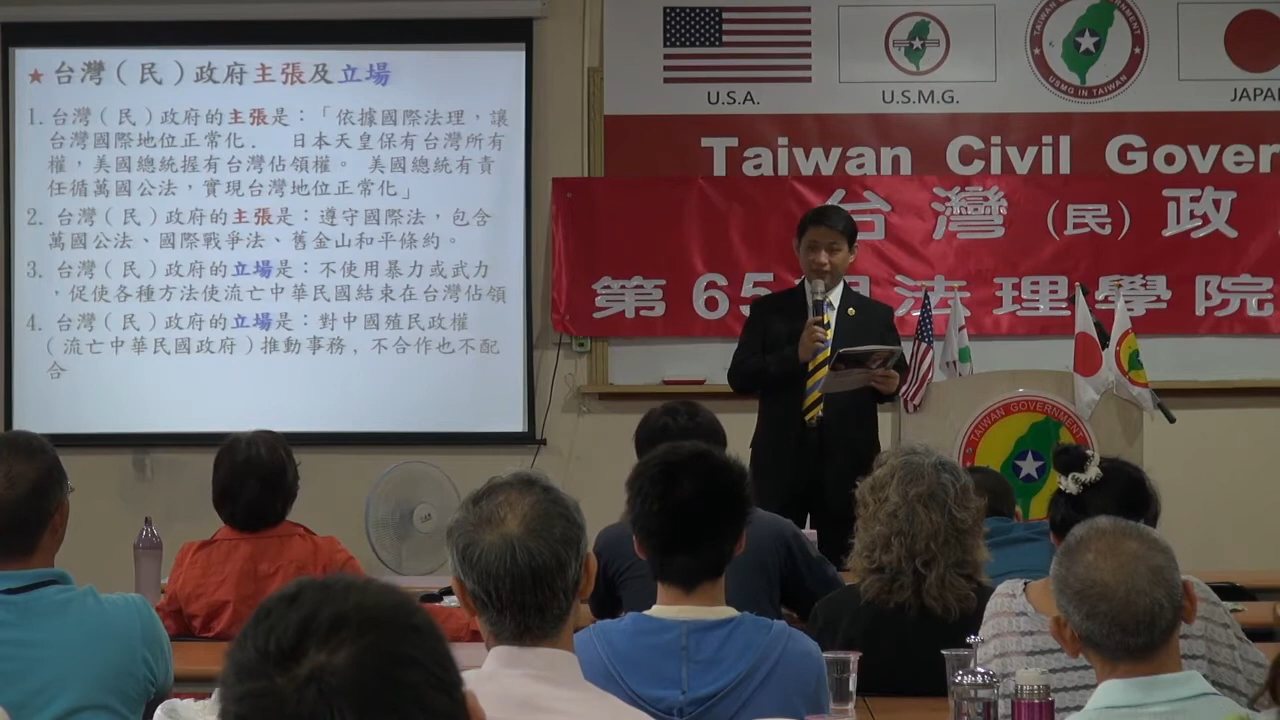 ★ 台灣（民）政府主張及立場
1. 台灣（民）政府的主張是：「依據國際法理，讓
台灣國際地位正常化. 日本天皇保有台灣所有
權，美國總統握有台灣佔領權。 美國總統有責
任循萬國公法，實現台灣地位正常化」
2. 台灣（民）政府的主張是：遵守國際法，包含
萬國公法、國際戰爭法、舊金山和平條約。
3. 台灣（民）政府的立場是：不使用暴力或武力
，促使各種方法使流亡中華民國結束在台灣佔領
4. 台灣（民）政府的立場是：對中國殖民政權
（流亡中華民國政府）推動事務, 不合作也不配
合
U.S.A.
U.S.M.G.
TAIWAN GOVERNMENT
USMG IN TAIWAN
JAPA
Taiwan Civil Gover
台灣(民)政
第65 法理學院
TAIWAN GOVERNMENT